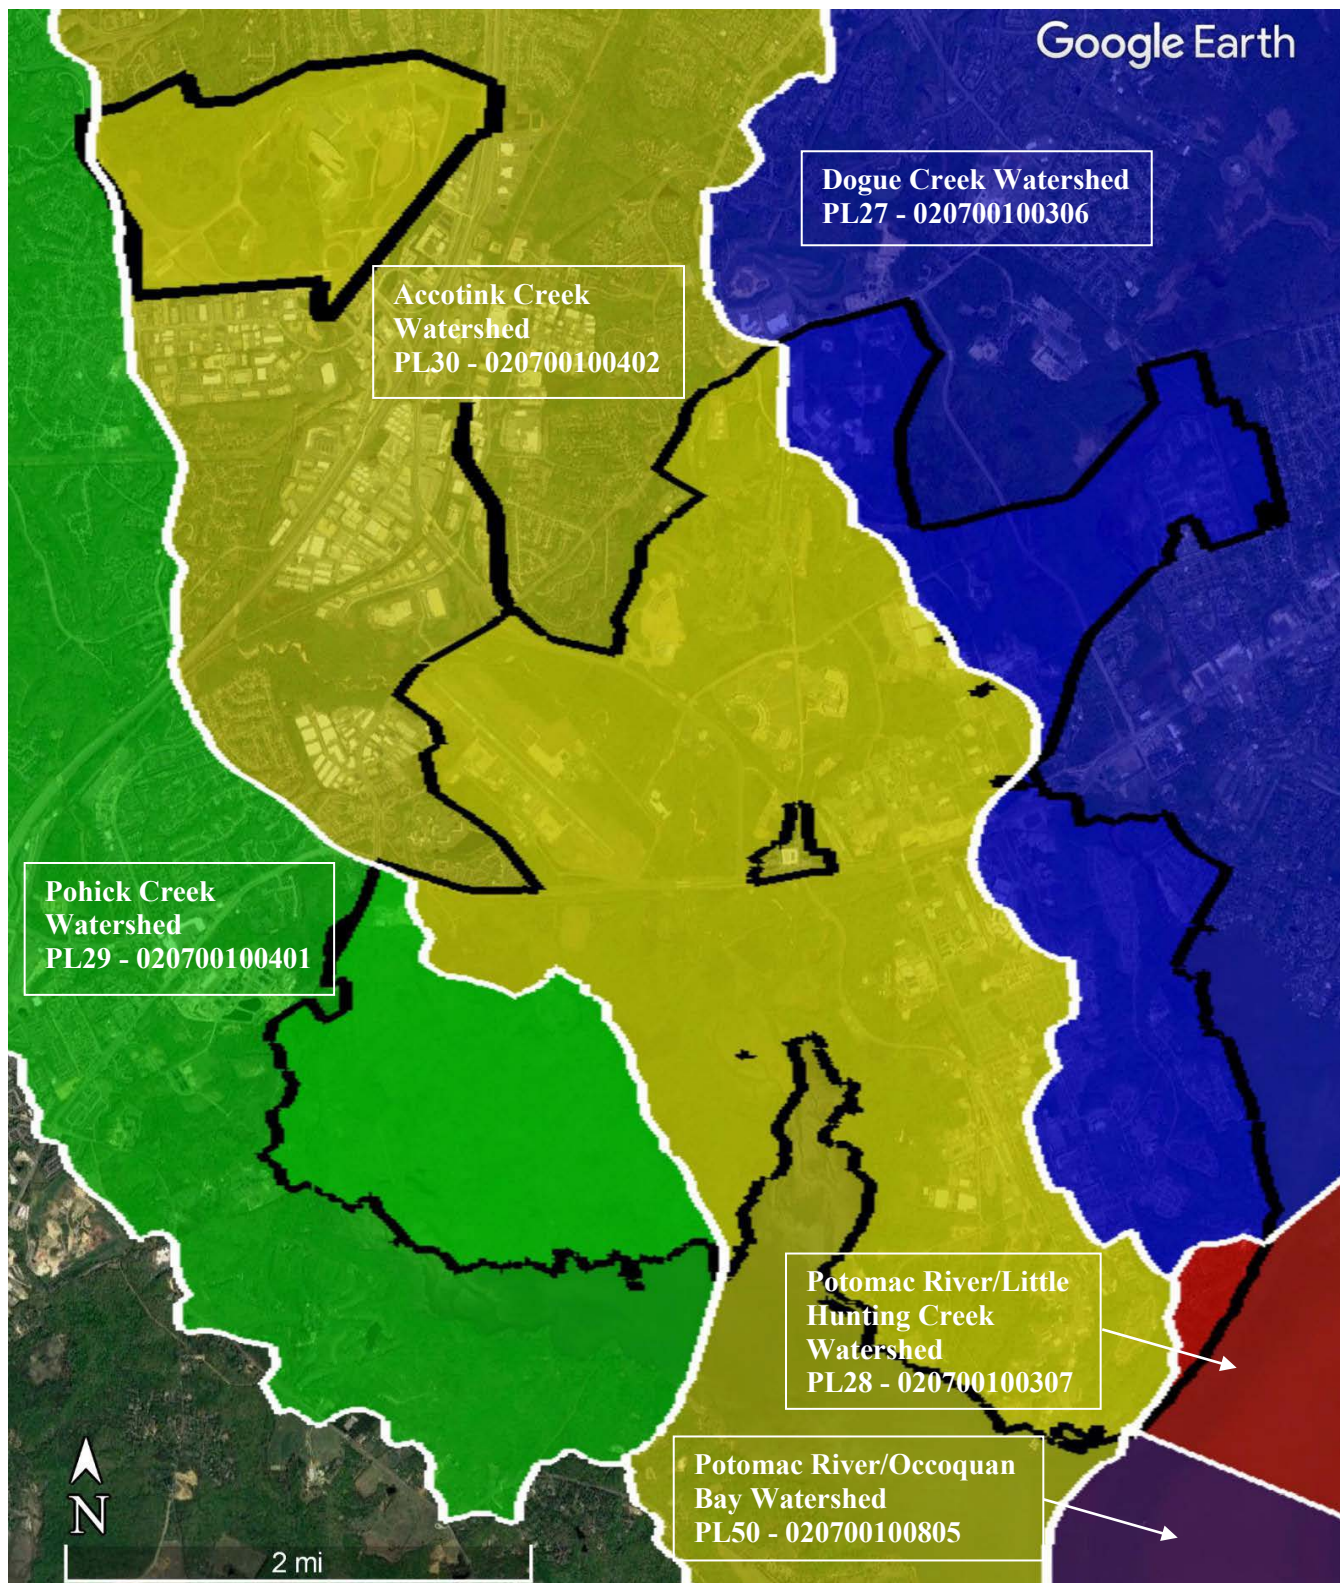 Google Earth
Dogue Creek Watershed
PL27 - 020700100306
Accotink Creek
Watershed
PL30 - 020700100402
Pohick Creek
Watershed
PL29 - 020700100401
Potomac River/Little
Hunting Creek
Watershed
PL28 - 020700100307
Potomac River/Occoquan
Bay Watershed
PL50 - 020700100805
N
2 mi